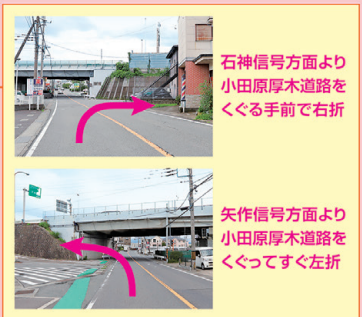 石神信号方面より
小田原厚木道路を
くぐる手前で右折
矢作信号方面より
小田原厚木道路を
くぐってすぐ左折